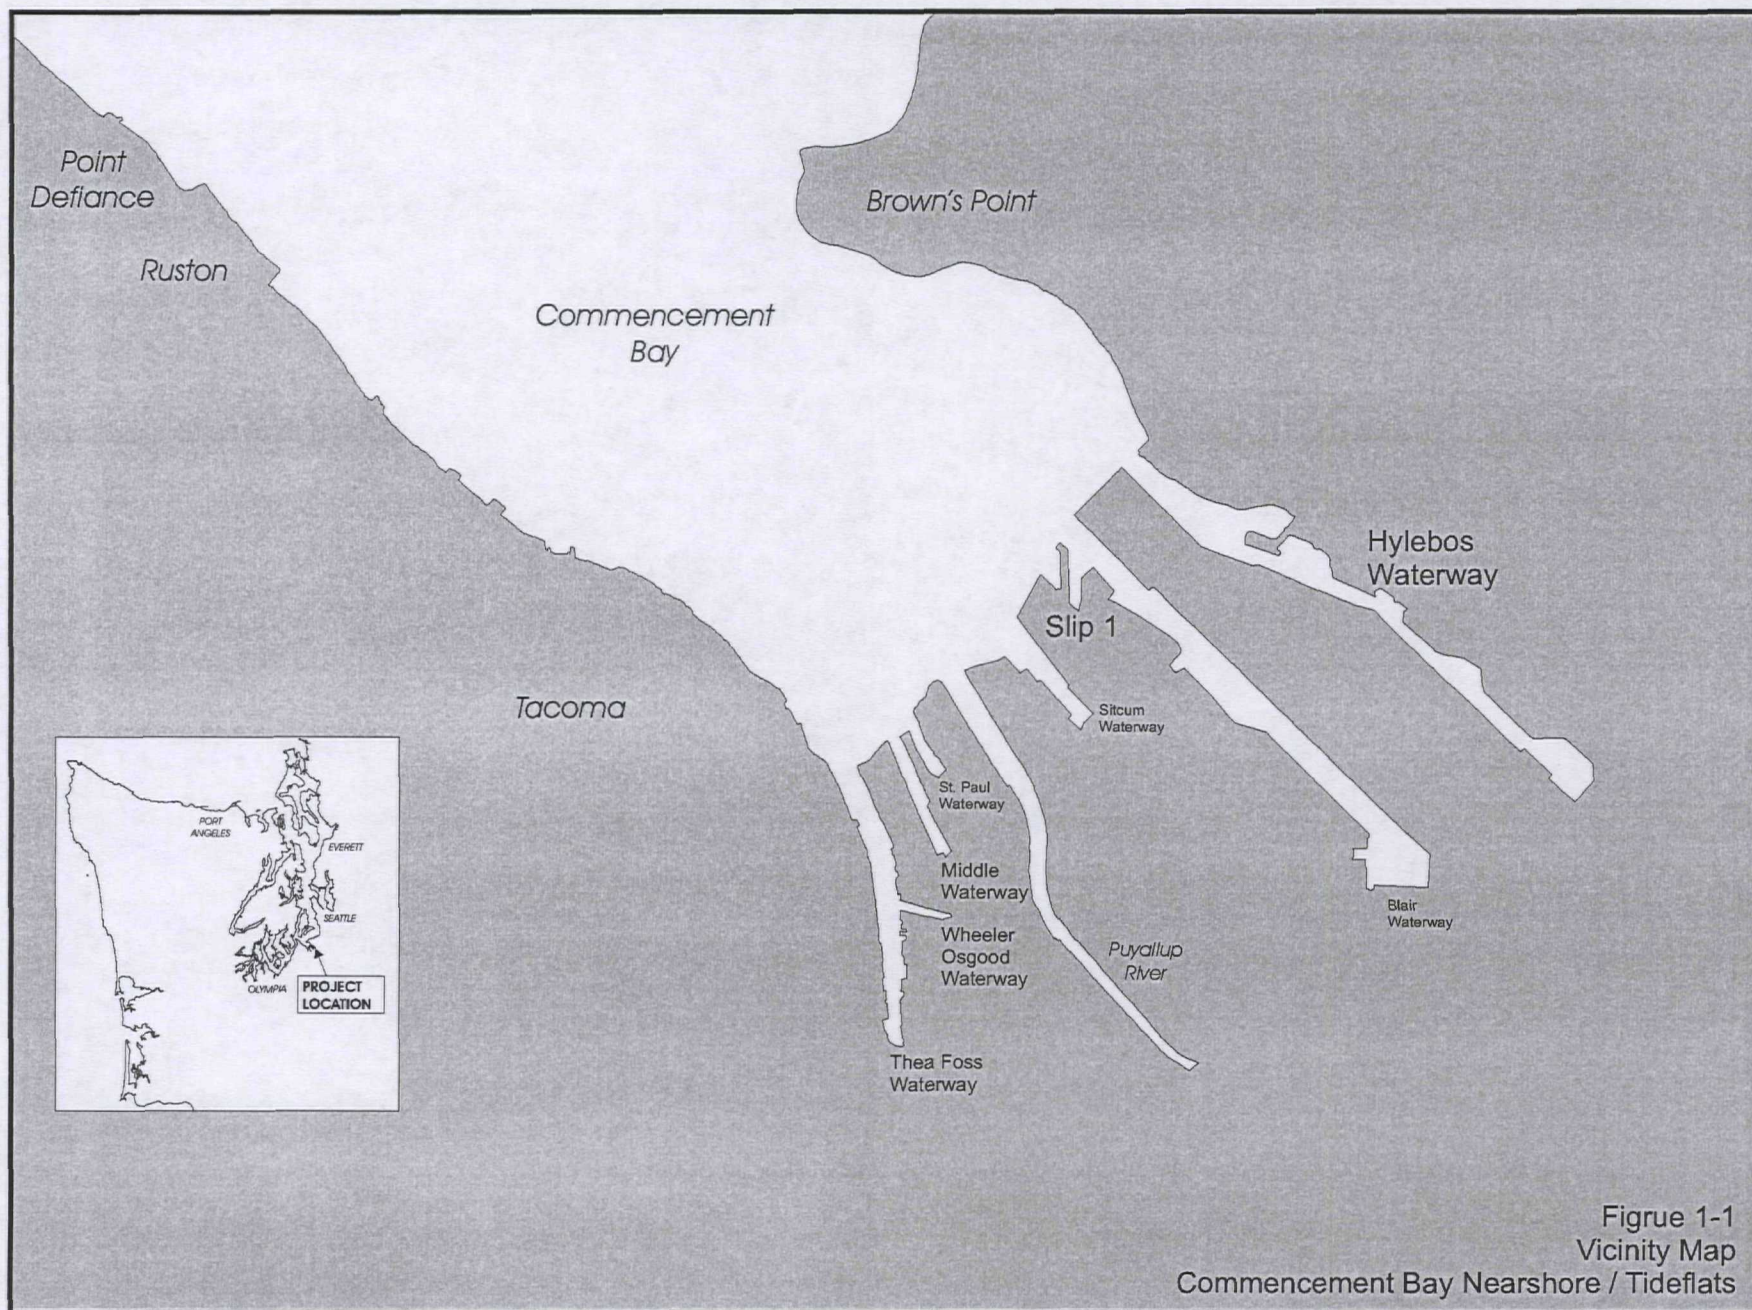 Point
Defiance
Ruston
Brown's Point
Commencement
Bay
Hylebos
Waterway
Slip 1
Tacoma
Sitcum
Waterway
St. Paul
Waterway
Middle
Waterway
Wheeler
Osgood
Waterway
Thea Foss
Waterway
Puyallup
River
Blair
Waterway
PORT
ANGELES
EVERETT
SEATTLE
OLYMPIA
PROJECT
LOCATION
Figrue 1-1
Vicinity Map
Commencement Bay Nearshore / Tideflats